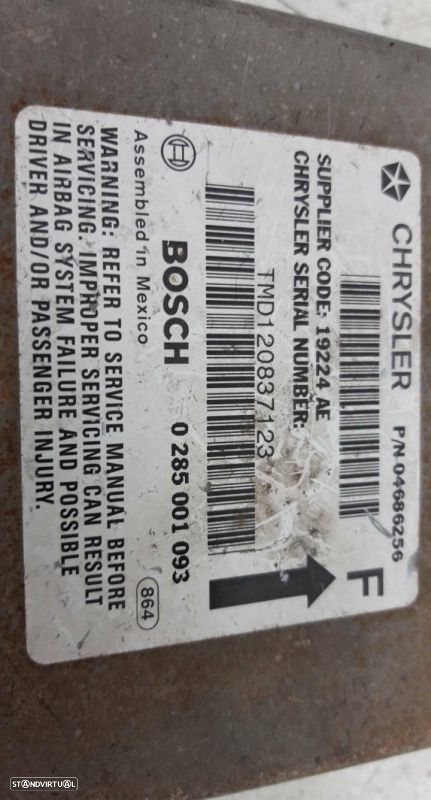 CHRYSLER P/N 04686256
SUPPLIER CODE: 19224 AE
CHRYSLER SERIAL NUMBER:
F
TMD120837123
BOSCH 0 285 001 093
Assembled in Mexico
864
WARNING: REFER TO SERVICE MANUAL BEFORE
SERVICING: IMPROPER SERVICING CAN RESULT
IN AIRBAG SYSTEM FAILURE AND POSSIBLE
DRIVER AND/OR PASSENGER INJURY.
STANDVIRTUAL